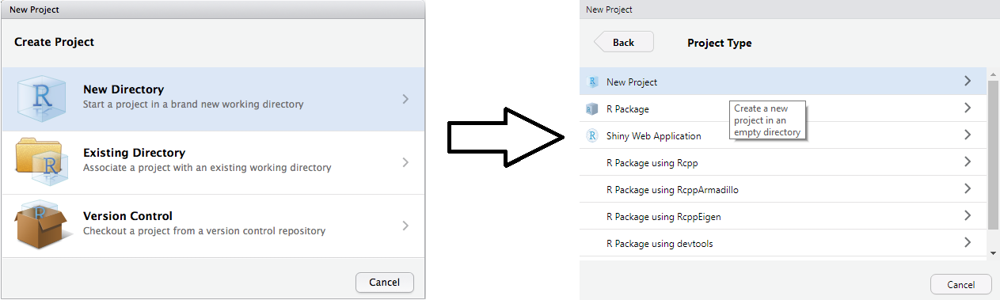 New Project
Create Project
R
New Directory
Start a project in a brand new working directory
R
Existing Directory
Associate a project with an existing working directory
R
Version Control
Checkout a project from a version control repository
Cancel
New Project
Back
Project Type
R
New Project
R
R Package
Create a new
project in an
empty directory
R
Shiny Web Application
R Package using Rcpp
R Package using RcppArmadillo
R Package using RcppEigen
R Package using devtools
Cancel